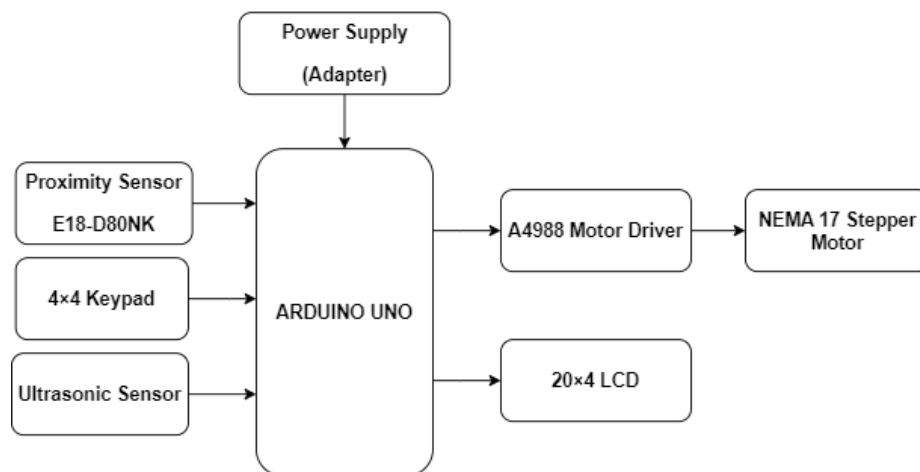 Power Supply
(Adapter)
Proximity Sensor
E18-D80NK
4×4 Keypad
Ultrasonic Sensor
ARDUINO UNO
A4988 Motor Driver
NEMA 17 Stepper
Motor
20×4 LCD